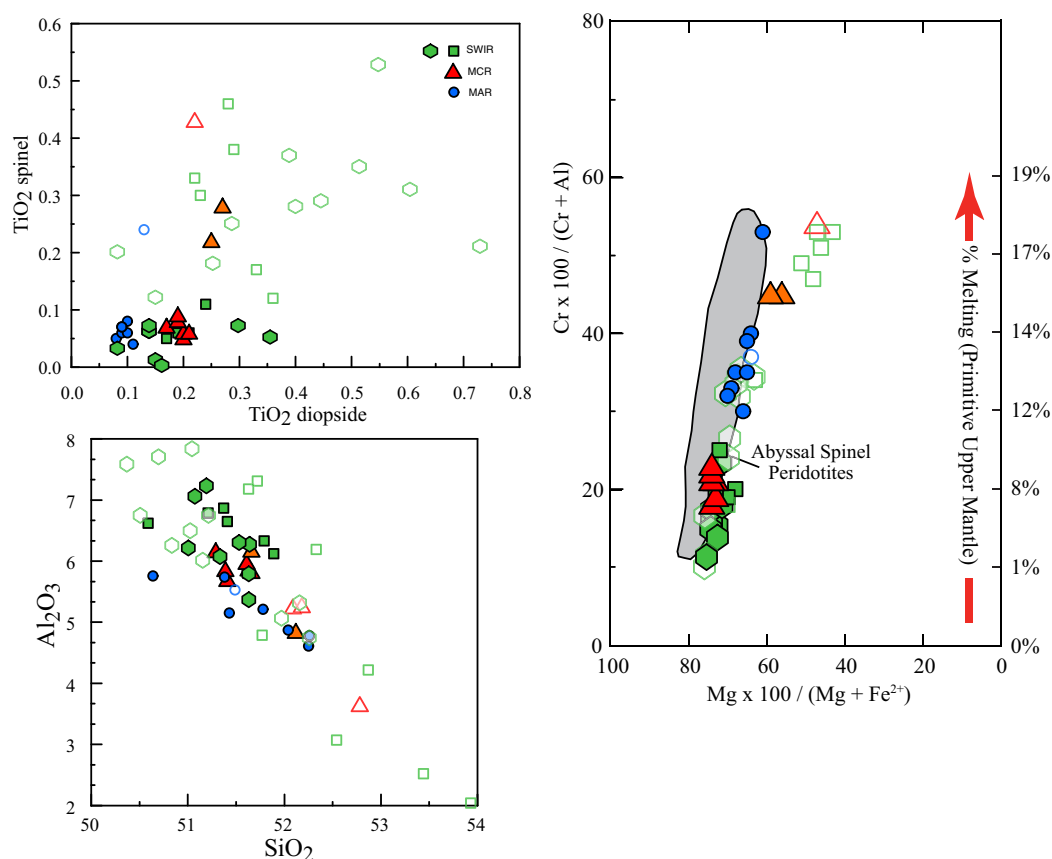 0.6
0.5
0.4
0.3
0.2
0.1
0.0
TiO2 spinel
SWIR
MCR
MAR
0.0 0.1 0.2 0.3 0.4 0.5 0.6 0.7 0.8
TiO2 diopside
8
7
6
5
4
3
2
Al2O3
50 51 52 53 54
SiO2
80
60
40
20
0
Cr x 100 / (Cr + Al)
Abyssal Spinel
Peridotites
100 80 60 40 20 0
Mg x 100 / (Mg + Fe2+)
19%
17%
14%
12%
8%
1%
0%
% Melting (Primitive Upper Mantle)